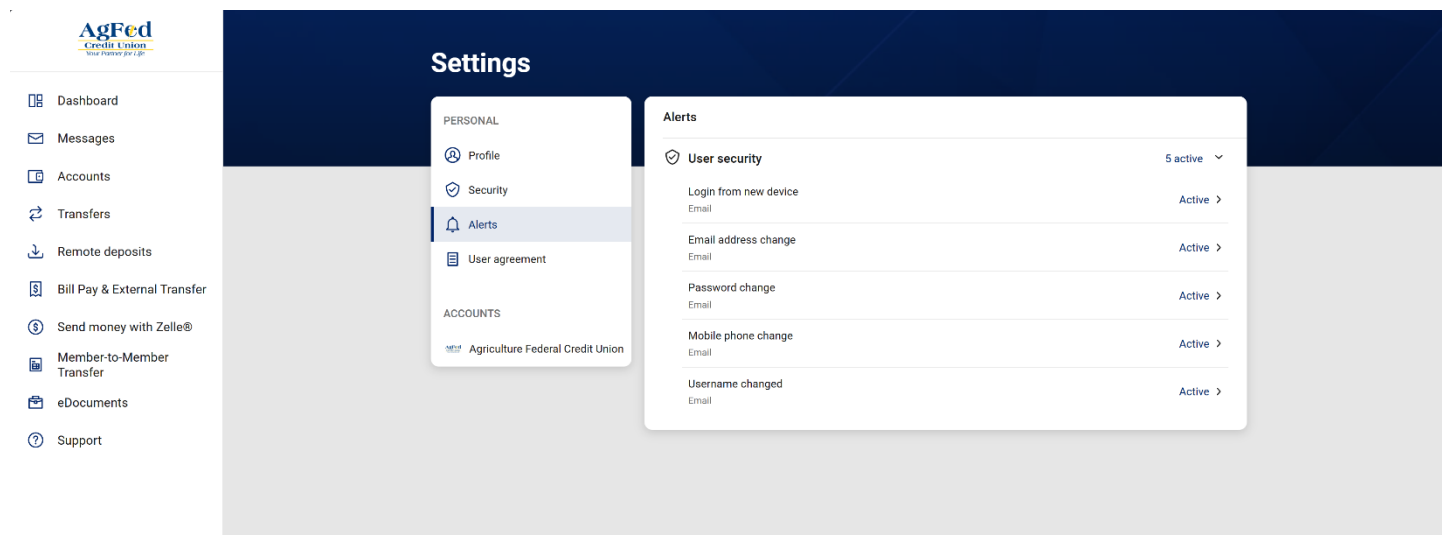 AgFed
Credit Union
Your Partner for Life
Dashboard
Messages
Accounts
Transfers
Remote deposits
Bill Pay & External Transfer
Send money with Zelle®
Member-to-Member
Transfer
eDocuments
Support
Settings
PERSONAL
Profile
Security
Alerts
User agreement
ACCOUNTS
AgFed
Agriculture Federal Credit Union
Alerts
User security 5 active
Login from new device
Email
Active
Email address change
Email
Active
Password change
Email
Active
Mobile phone change
Email
Active
Username changed
Email
Active